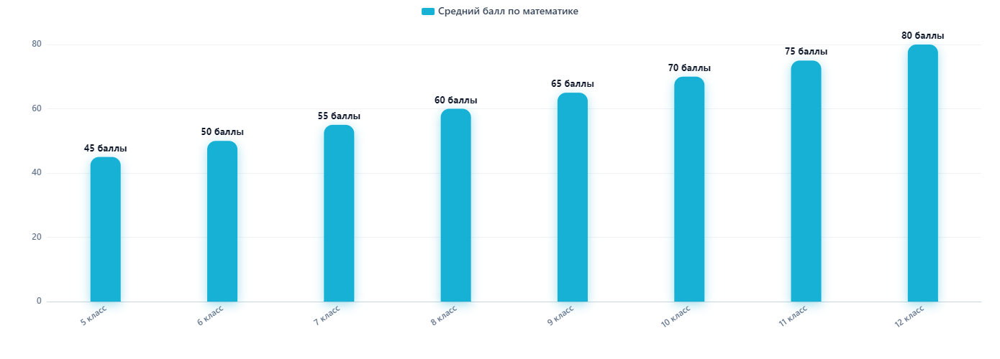 Средний балл по математике
80
60
40
20
0
45 баллы
50 баллы
55 баллы
60 баллы
65 баллы
70 баллы
75 баллы
80 баллы
5 класс
6 класс
7 класс
8 класс
9 класс
10 класс
11 класс
12 класс